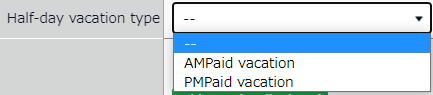 Half-day vacation type --
--
AMPaid vacation
PMPaid vacation